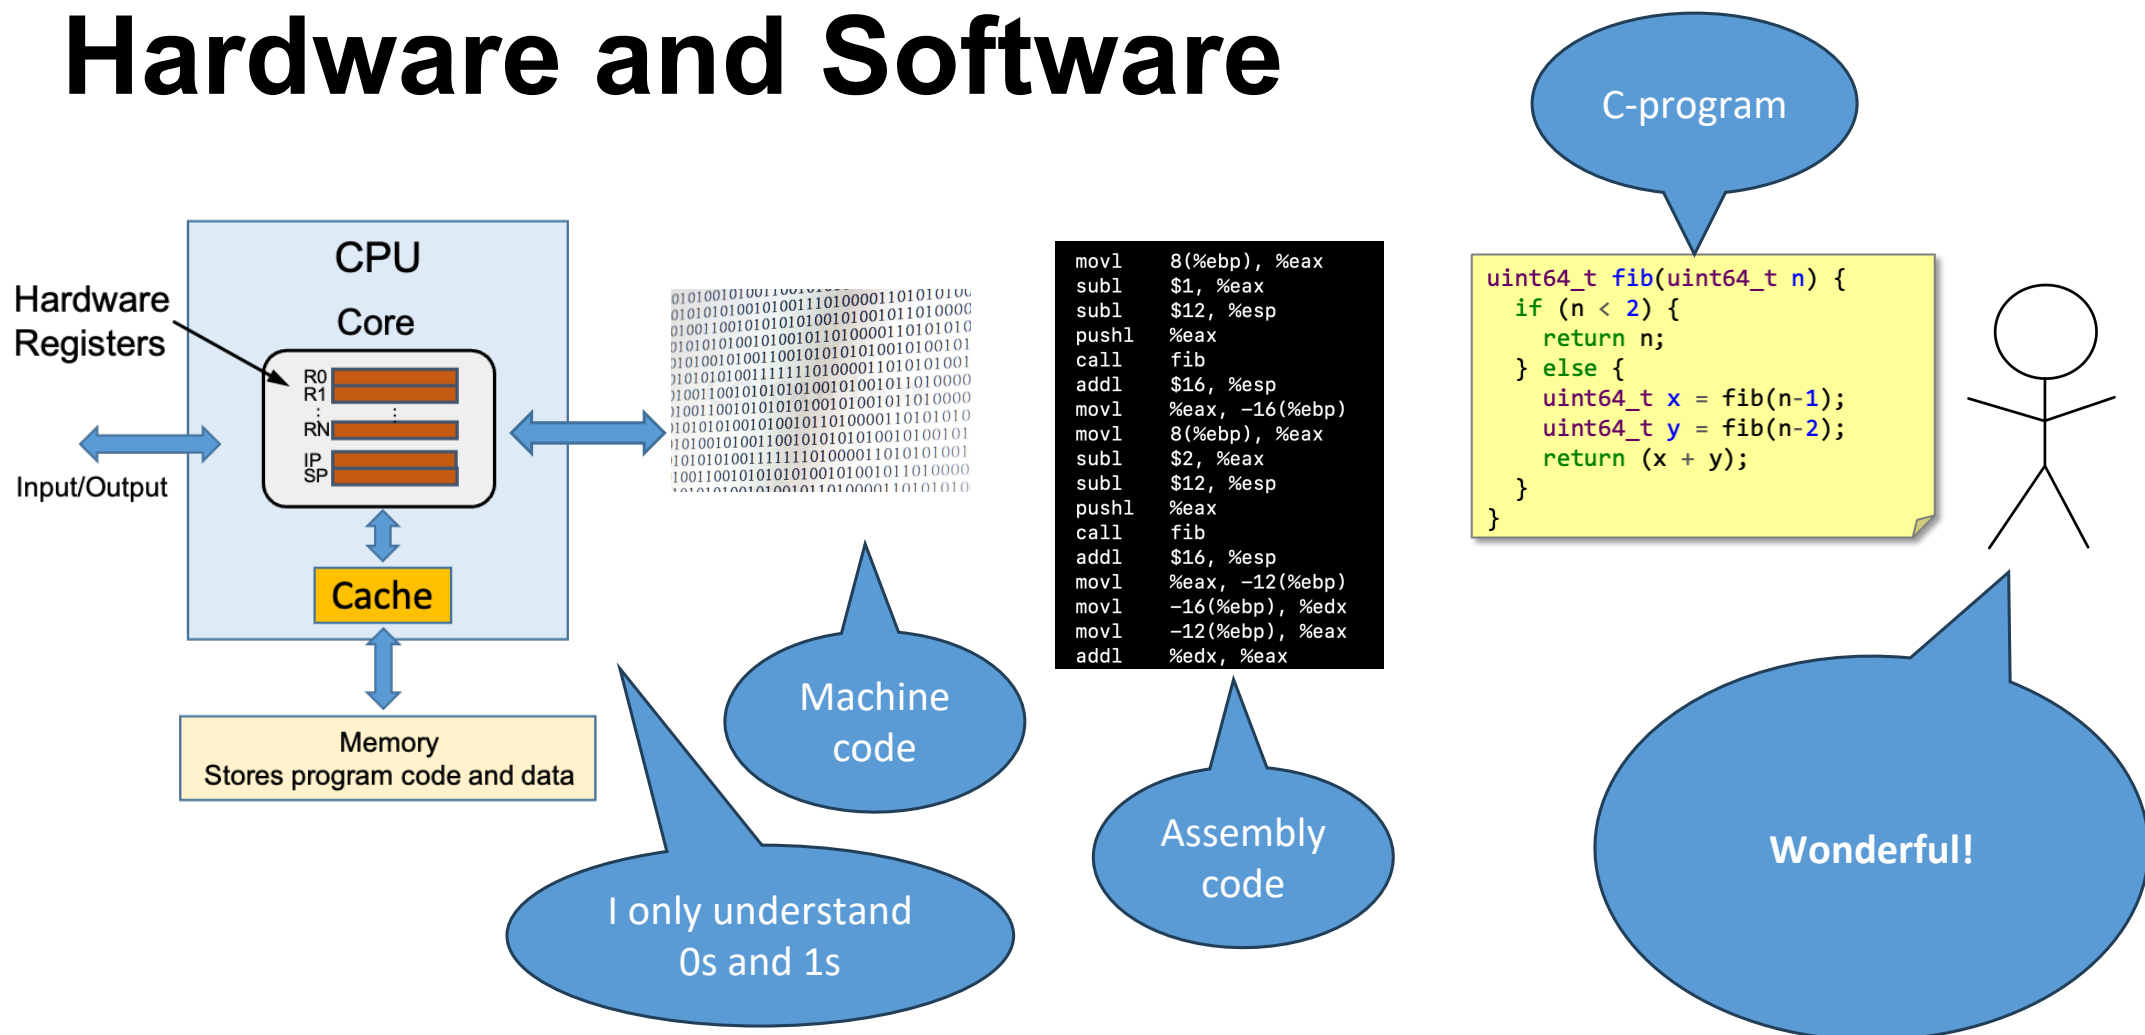 Hardware and Software
C-program
CPU
Core
Hardware
Registers
R0
R1
RN
IP
SP
Input/Output
Cache
Memory
Stores program code and data
movl 8(%ebp), %eax
subl $1, %eax
subl $12, %esp
pushl %eax
call fib
addl $16, %esp
movl %eax, −16(%ebp)
movl 8(%ebp), %eax
subl $2, %eax
subl $12, %esp
pushl %eax
call fib
addl $16, %esp
movl %eax, −12(%ebp)
movl −16(%ebp), %edx
movl −12(%ebp), %eax
addl %edx, %eax
uint64_t fib(uint64_t n) {
if (n < 2) {
return n;
} else {
uint64_t x = fib(n-1);
uint64_t y = fib(n-2);
return (x + y);
}
}
Machine
code
Assembly
code
I only understand
0s and 1s
Wonderful!